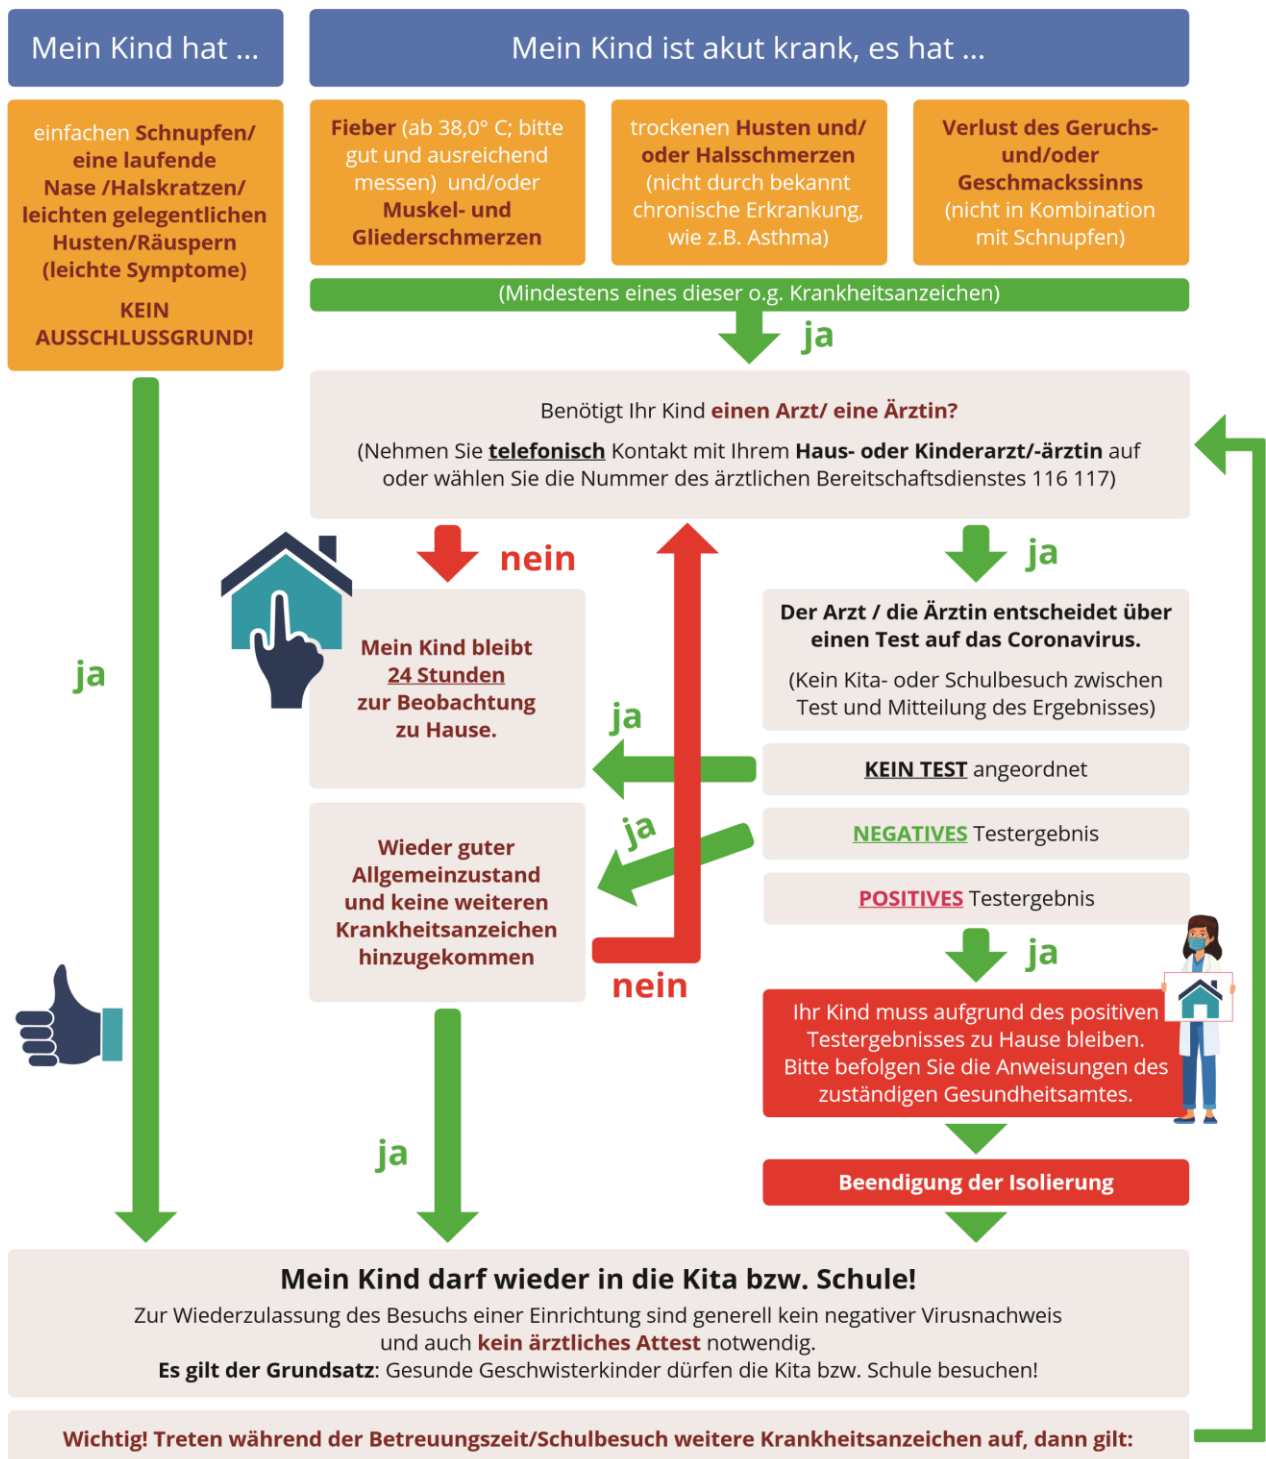 Mein Kind hat ...
Mein Kind ist akut krank, es hat ...
einfachen Schnupfen/
eine laufende
Nase /Halskratzen/
leichten gelegentlichen
Husten/Räuspern
(leichte Symptome)
KEIN
AUSSCHLUSSGRUND!
Fieber (ab 38,0° C; bitte
gut und ausreichend
messen)  und/oder
Muskel- und
Gliederschmerzen
trockenen Husten und/
oder Halsschmerzen
(nicht durch bekannt
chronische Erkrankung,
wie z.B. Asthma)
Verlust des Geruchs-
und/oder
Geschmackssinns
(nicht in Kombination
mit Schnupfen)
(Mindestens eines dieser o.g. Krankheitsanzeichen)
ja
Benötigt Ihr Kind einen Arzt/ eine Ärztin?
(Nehmen Sie telefonisch Kontakt mit Ihrem Haus- oder Kinderarzt/-ärztin auf
oder wählen Sie die Nummer des ärztlichen Bereitschaftsdienstes 116 117)
nein
ja
Mein Kind bleibt
24 Stunden
zur Beobachtung
zu Hause.
Der Arzt / die Ärztin entscheidet über
einen Test auf das Coronavirus.
(Kein Kita- oder Schulbesuch zwischen
Test und Mitteilung des Ergebnisses)
ja
ja
KEIN TEST angeordnet
ja
NEGATIVES Testergebnis
POSITIVES Testergebnis
Wieder guter
Allgemeinzustand
und keine weiteren
Krankheitsanzeichen
hinzugekommen
nein
ja
Ihr Kind muss aufgrund des positiven
Testergebnisses zu Hause bleiben.
Bitte befolgen Sie die Anweisungen des
zuständigen Gesundheitsamtes.
ja
Beendigung der Isolierung
Mein Kind darf wieder in die Kita bzw. Schule!
Zur Wiederzulassung des Besuchs einer Einrichtung sind generell kein negativer Virusnachweis
und auch kein ärztliches Attest notwendig.
Es gilt der Grundsatz: Gesunde Geschwisterkinder dürfen die Kita bzw. Schule besuchen!
Wichtig! Treten während der Betreuungszeit/Schulbesuch weitere Krankheitsanzeichen auf, dann gilt: